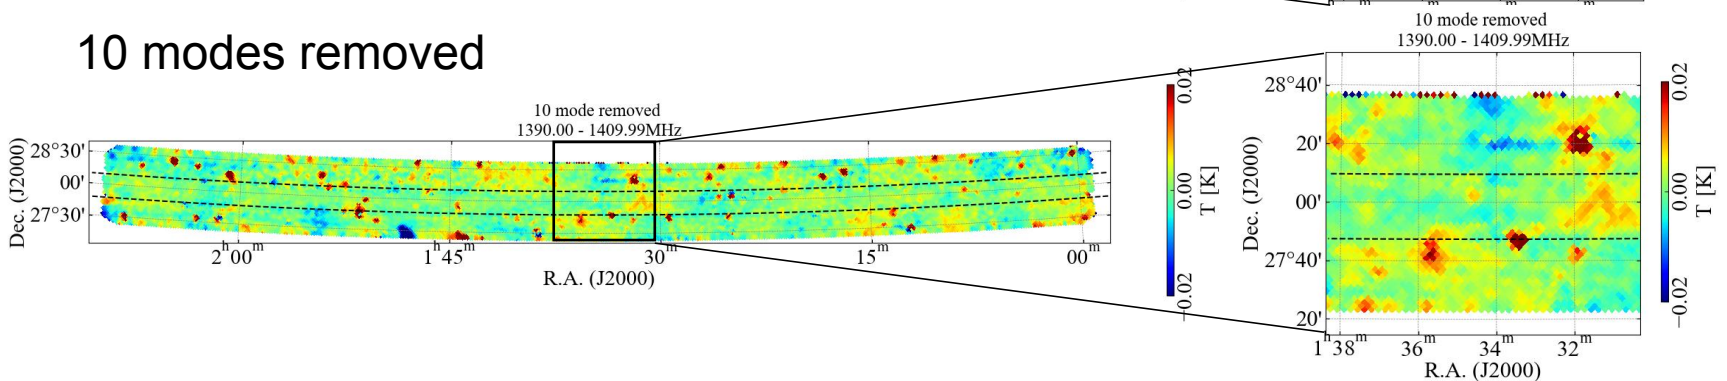 10 modes removed
10 mode removed
1390.00 - 1409.99MHz
28°30'
00'
27°30'
Dec. (J2000)
2h00m
1h45m
30m
15m
00m
R.A. (J2000)
0.02
0.00
−0.02
T [K]
10 mode removed
1390.00 - 1409.99MHz
28°40'
20'
00'
27°40'
20'
Dec. (J2000)
1h38m
36m
34m
32m
R.A. (J2000)
0.02
0.00
−0.02
T [K]